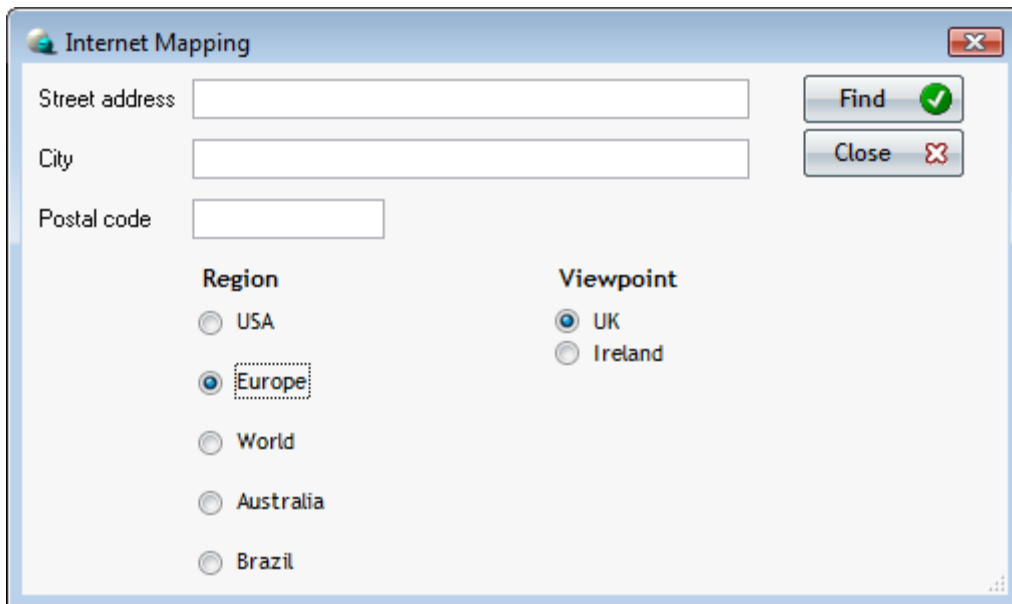 Internet Mapping
Street address
Find
City
Close
Postal code
Region
Viewpoint
USA
UK
Ireland
Europe
World
Australia
Brazil